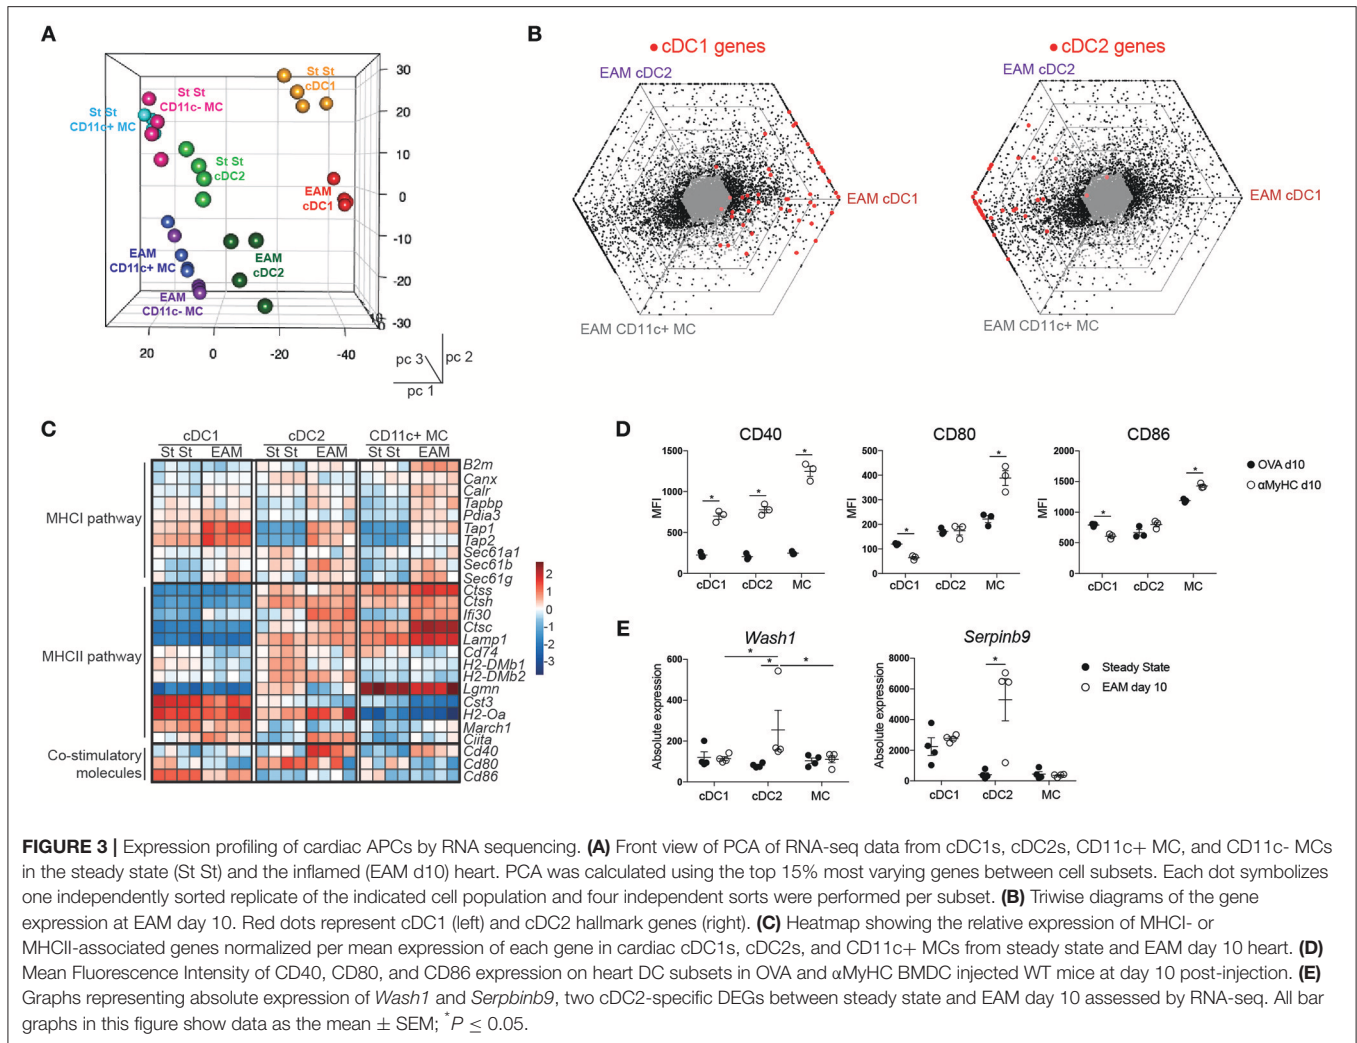 A
St St
cDC1
St St
CD11c- MC
St St
CD11c+ MC
St St
cDC2
EAM
cDC1
EAM
cDC2
EAM
CD11c+ MC
EAM
CD11c- MC
30
20
10
0
-10
-20
-30
20
0
-20
-40
pc 3
pc 2
pc 1
B
cDC1 genes
EAM cDC2
EAM cDC1
EAM CD11c+ MC
cDC2 genes
EAM cDC2
EAM cDC1
EAM CD11c+ MC
C
cDC1 cDC2 CD11c+ MC
St St EAM St St EAM St St EAM
MHCI pathway
B2m
Canx
Calr
Tapbp
Pdia3
Tap1
Tap2
Sec61a1
Sec61b
Sec61g
MHCII pathway
Ctss
Ctsh
Ifi30
Ctsc
Lamp1
Cd74
H2-DMb1
H2-DMb2
Lgmn
Cst3
H2-Oa
March1
Ciita
Co-stimulatory
molecules
Cd40
Cd80
Cd86
2
1
0
-1
-2
-3
D
CD40
MFI
1500
1000
500
0
* * *
cDC1 cDC2 MC
CD80
MFI
500
400
300
200
100
0
* *
cDC1 cDC2 MC
CD86
MFI
1500
1000
500
0
* *
cDC1 cDC2 MC
OVA d10
αMyHC d10
E
Wash1
Absolute expression
600
400
200
0
* * *
cDC1 cDC2 MC
Serpinb9
Absolute expression
8000
6000
4000
2000
0
*
cDC1 cDC2 MC
Steady State
EAM day 10
FIGURE 3 | Expression profiling of cardiac APCs by RNA sequencing. (A) Front view of PCA of RNA-seq data from cDC1s, cDC2s, CD11c+ MC, and CD11c- MCs
in the steady state (St St) and the inflamed (EAM d10) heart. PCA was calculated using the top 15% most varying genes between cell subsets. Each dot symbolizes
one independently sorted replicate of the indicated cell population and four independent sorts were performed per subset. (B) Triwise diagrams of the gene
expression at EAM day 10. Red dots represent cDC1 (left) and cDC2 hallmark genes (right). (C) Heatmap showing the relative expression of MHCI- or
MHCII-associated genes normalized per mean expression of each gene in cardiac cDC1s, cDC2s, and CD11c+ MCs from steady state and EAM day 10 heart. (D)
Mean Fluorescence Intensity of CD40, CD80, and CD86 expression on heart DC subsets in OVA and αMyHC BMDC injected WT mice at day 10 post-injection. (E)
Graphs representing absolute expression of Wash1 and Serpbinb9, two cDC2-specific DEGs between steady state and EAM day 10 assessed by RNA-seq. All bar
graphs in this figure show data as the mean ± SEM; *P ≤ 0.05.